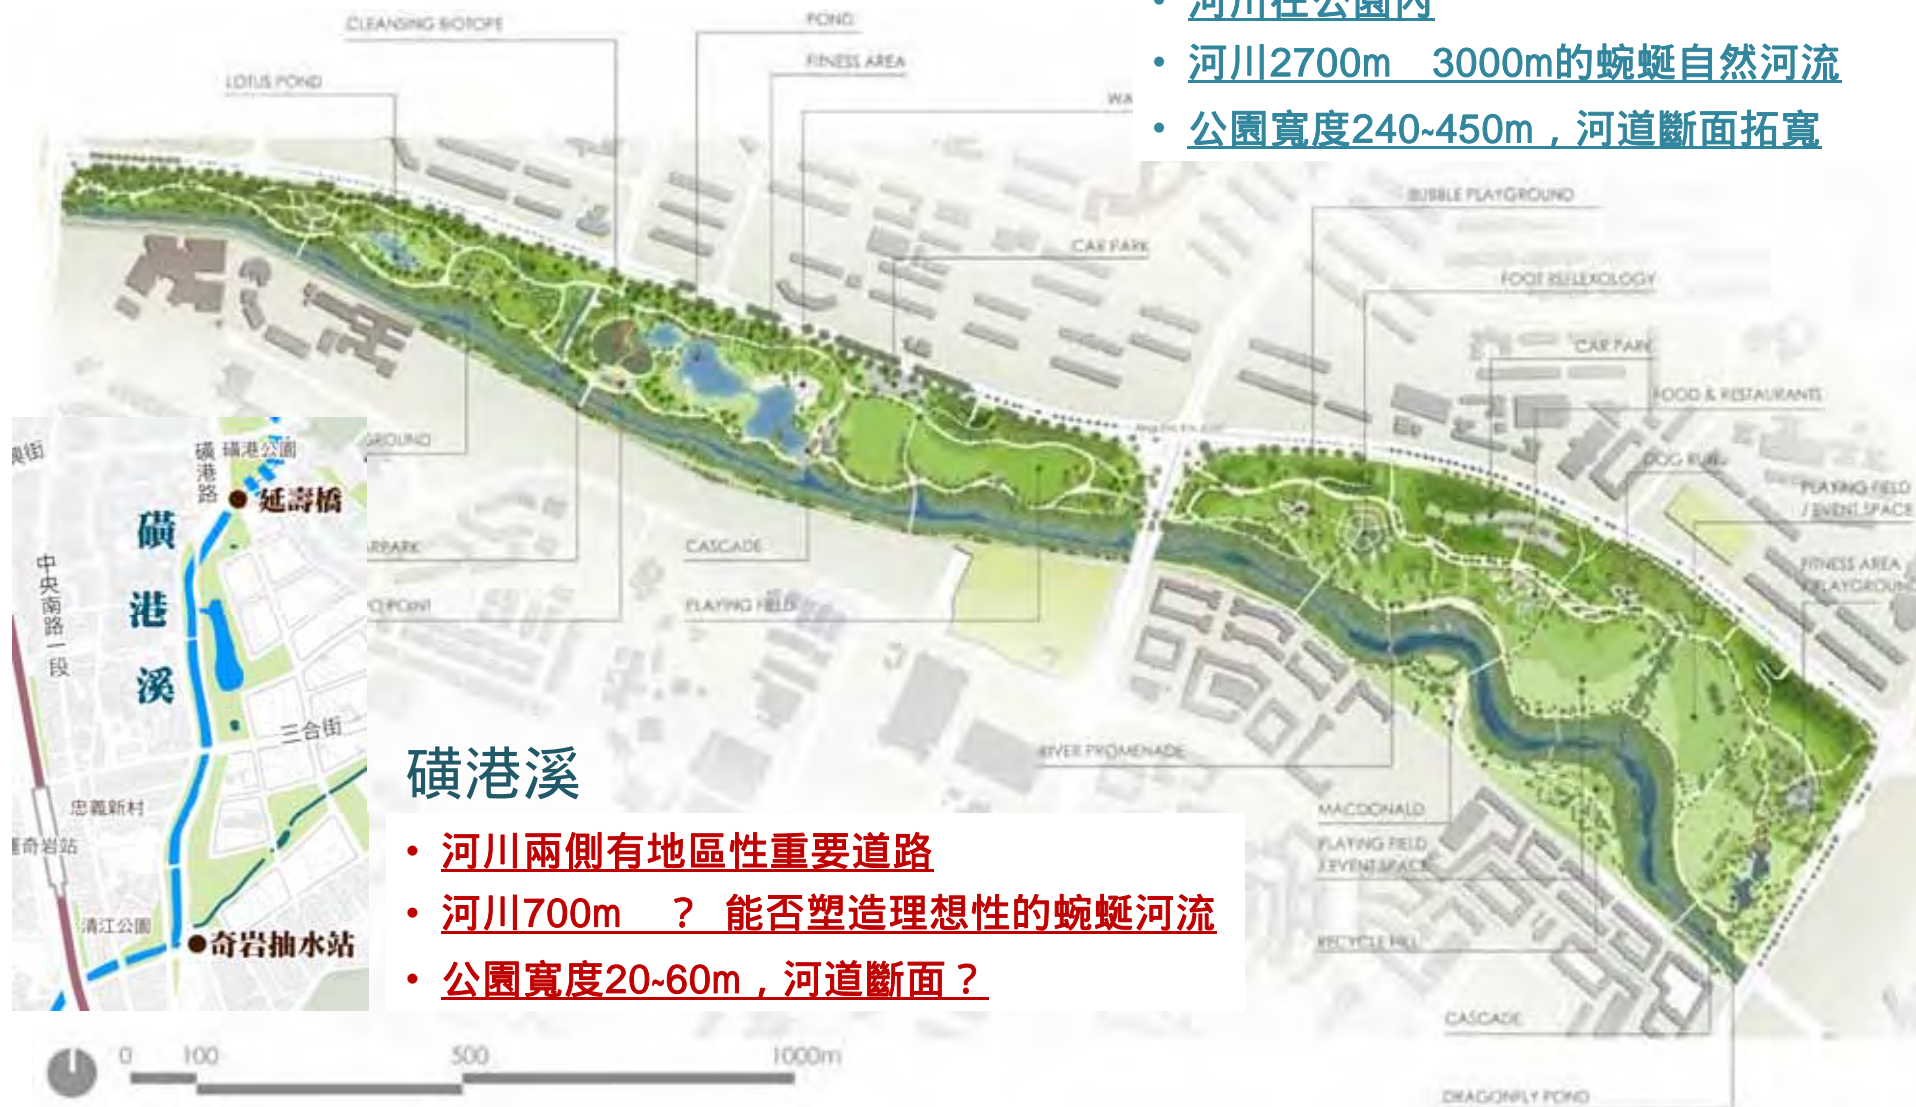 • 河川在公園內
• 河川2700m 3000m的蜿蜒自然河流
• 公園寬度240~450m，河道斷面拓寬
CLEANSING BIOTOPE
POND
FITNESS AREA
LOTUS POND
WA
BUBBLE PLAYGROUND
CAR PARK
FOOT REFLEXOLOGY
CAR PARK
FOOD & RESTAURANTS
DOG RUN
PLAYING FIELD
/ EVENT SPACE
FITNESS AREA
PLAYGROUN
GROUND
RPARK
CASCADE
O POINT
PLAYING FIELD
RIVER PROMENADE
MACDONALD
PLAYING FIELD
/ EVENT SPACE
RECYCLE HILL
CASCADE
DRAGONFLY POND
磺港路
磺港公園
延壽橋
磺港溪
中央南路一段
三合街
忠義新村
奇岩站
清江公園
奇岩抽水站
磺港溪
• 河川兩側有地區性重要道路
• 河川700m ？ 能否塑造理想性的蜿蜒河流
• 公園寬度20~60m，河道斷面？
0 100 500 1000m